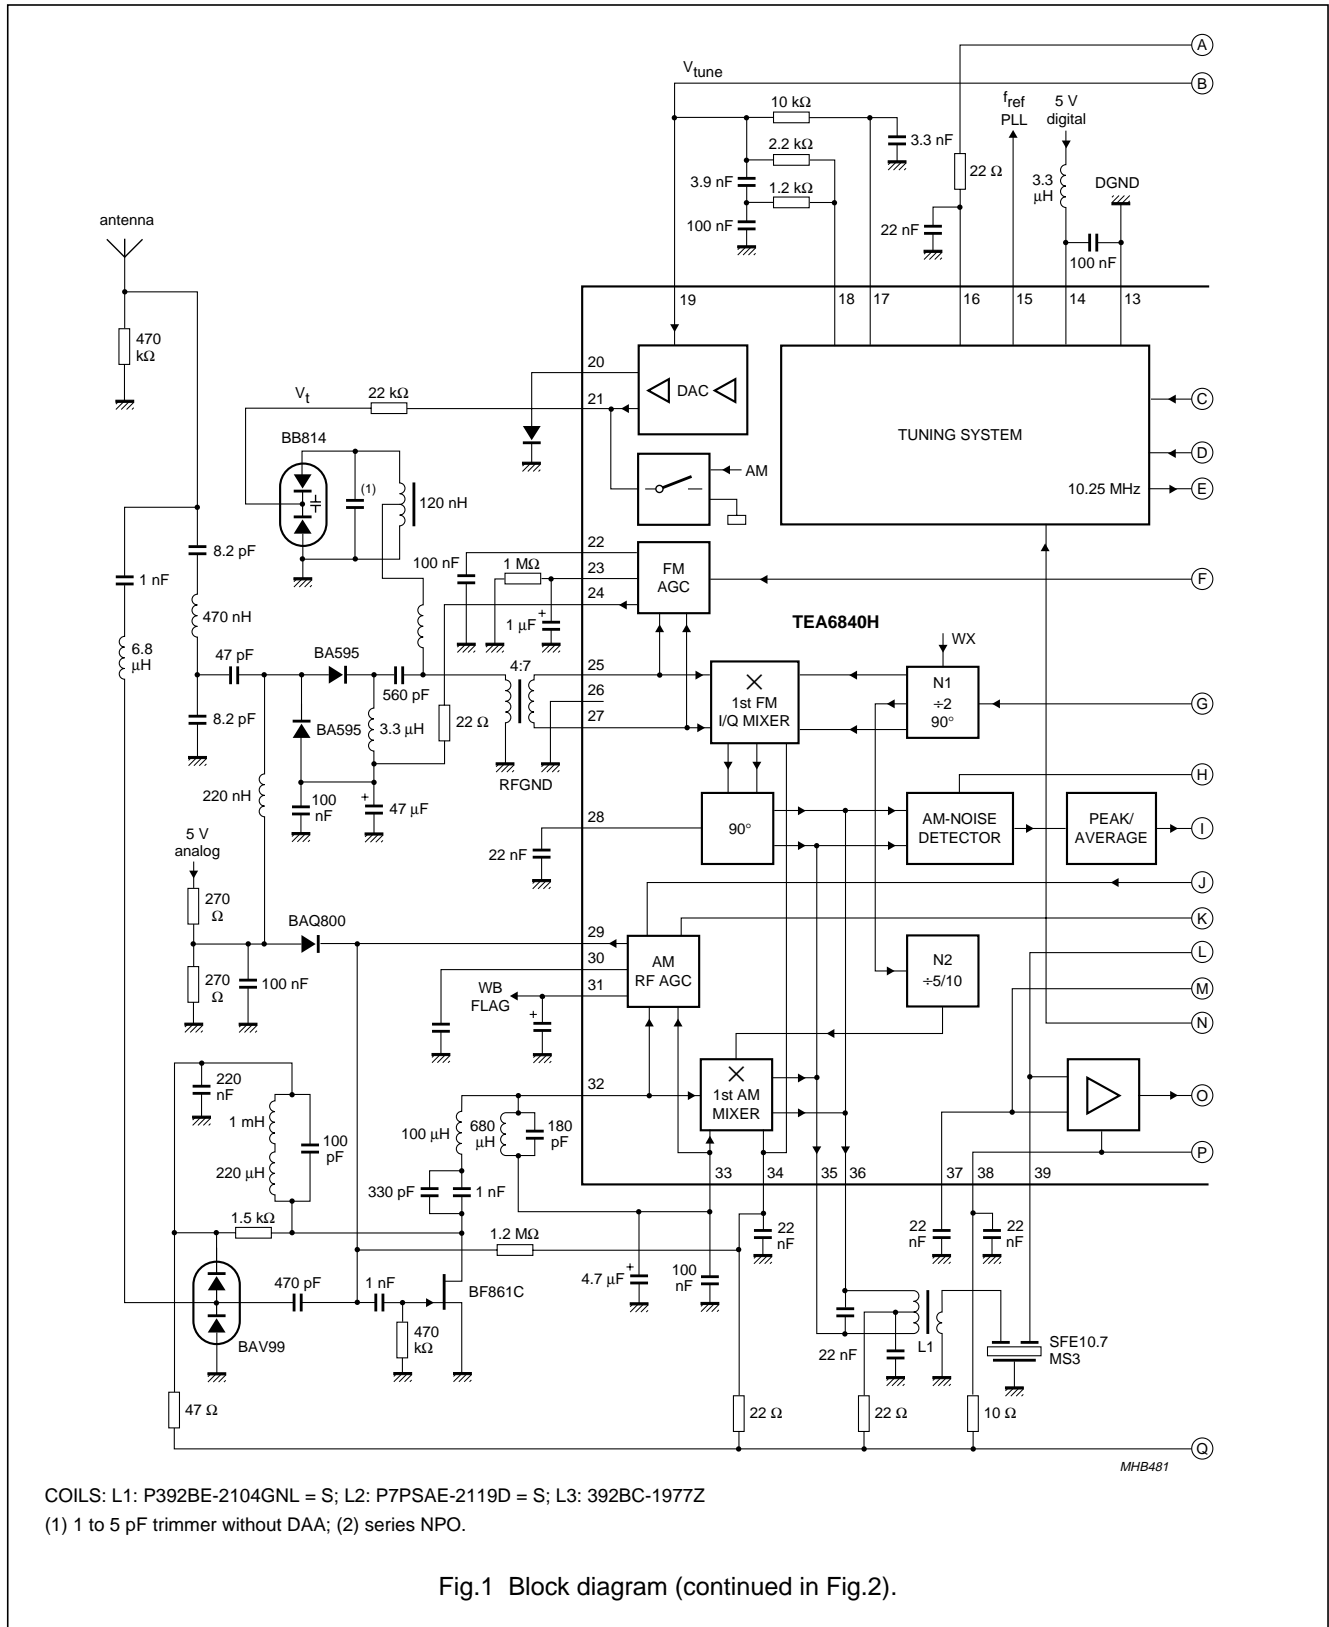 A
V_tune
B
10 kΩ
f_ref
PLL
5 V
digital
3.3 nF
2.2 kΩ
22 Ω
3.3
μH
DGND
3.9 nF
1.2 kΩ
antenna
100 nF
22 nF
100 nF
19
18
17
16
15
14
13
470
kΩ
20
DAC
V_t
22 kΩ
21
C
TUNING SYSTEM
BB814
D
AM
10.25 MHz
E
(1)
120 nH
8.2 pF
22
100 nF
1 MΩ
23
FM
AGC
F
1 nF
24
470 nH
+
1 μF
TEA6840H
WX
6.8
μH
47 pF
BA595
4:7
25
560 pF
26
1st FM
I/Q MIXER
N1
÷2
90°
G
8.2 pF
BA595
3.3 μH
22 Ω
27
RFGND
H
220 nH
100
nF
+
47 μF
28
90°
AM-NOISE
DETECTOR
PEAK/
AVERAGE
I
5 V
analog
22 nF
J
270
Ω
BAQ800
29
K
30
AM
RF AGC
N2
÷5/10
L
270
Ω
100 nF
WB
FLAG
31
M
+
N
220
nF
32
1st AM
MIXER
O
1 mH
100
pF
100 μH
680
μH
180
pF
P
220 μH
33
34
35
36
37
38
39
330 pF
1 nF
1.5 kΩ
1.2 MΩ
22
nF
22
nF
22
nF
470 pF
1 nF
BF861C
4.7 μF
+
100
nF
470
kΩ
BAV99
22 nF
L1
SFE10.7
MS3
47 Ω
22 Ω
22 Ω
10 Ω
Q
MHB481
COILS: L1: P392BE-2104GNL = S; L2: P7PSAE-2119D = S; L3: 392BC-1977Z
(1) 1 to 5 pF trimmer without DAA; (2) series NPO.
Fig.1 Block diagram (continued in Fig.2).